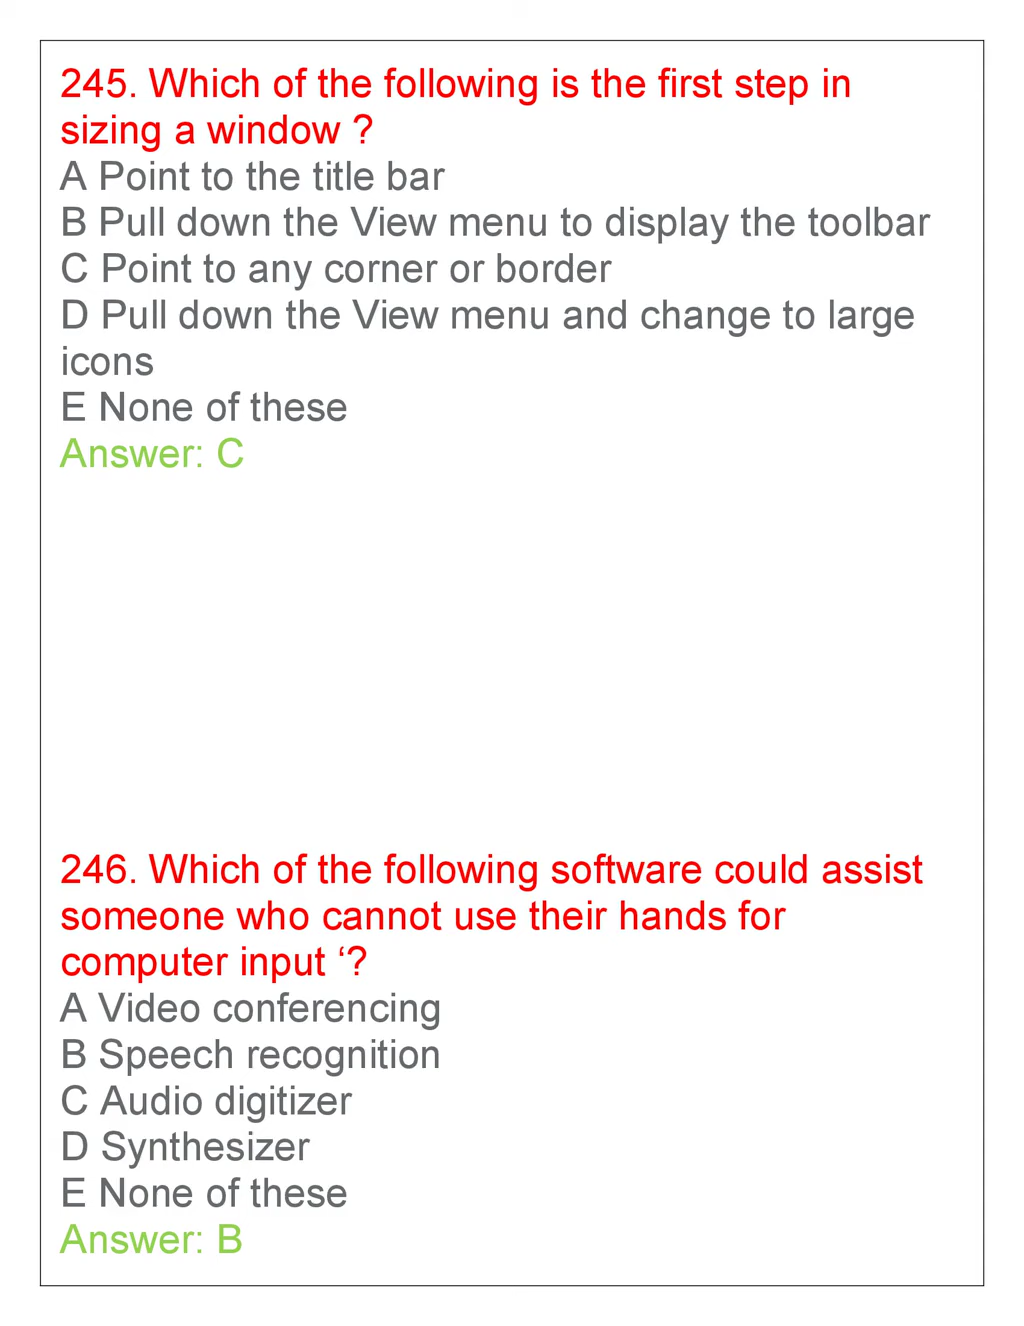 245. Which of the following is the first step in
sizing a window ?
A Point to the title bar
B Pull down the View menu to display the toolbar
C Point to any corner or border
D Pull down the View menu and change to large
icons
E None of these
Answer: C
246. Which of the following software could assist
someone who cannot use their hands for
computer input ‘?
A Video conferencing
B Speech recognition
C Audio digitizer
D Synthesizer
E None of these
Answer: B